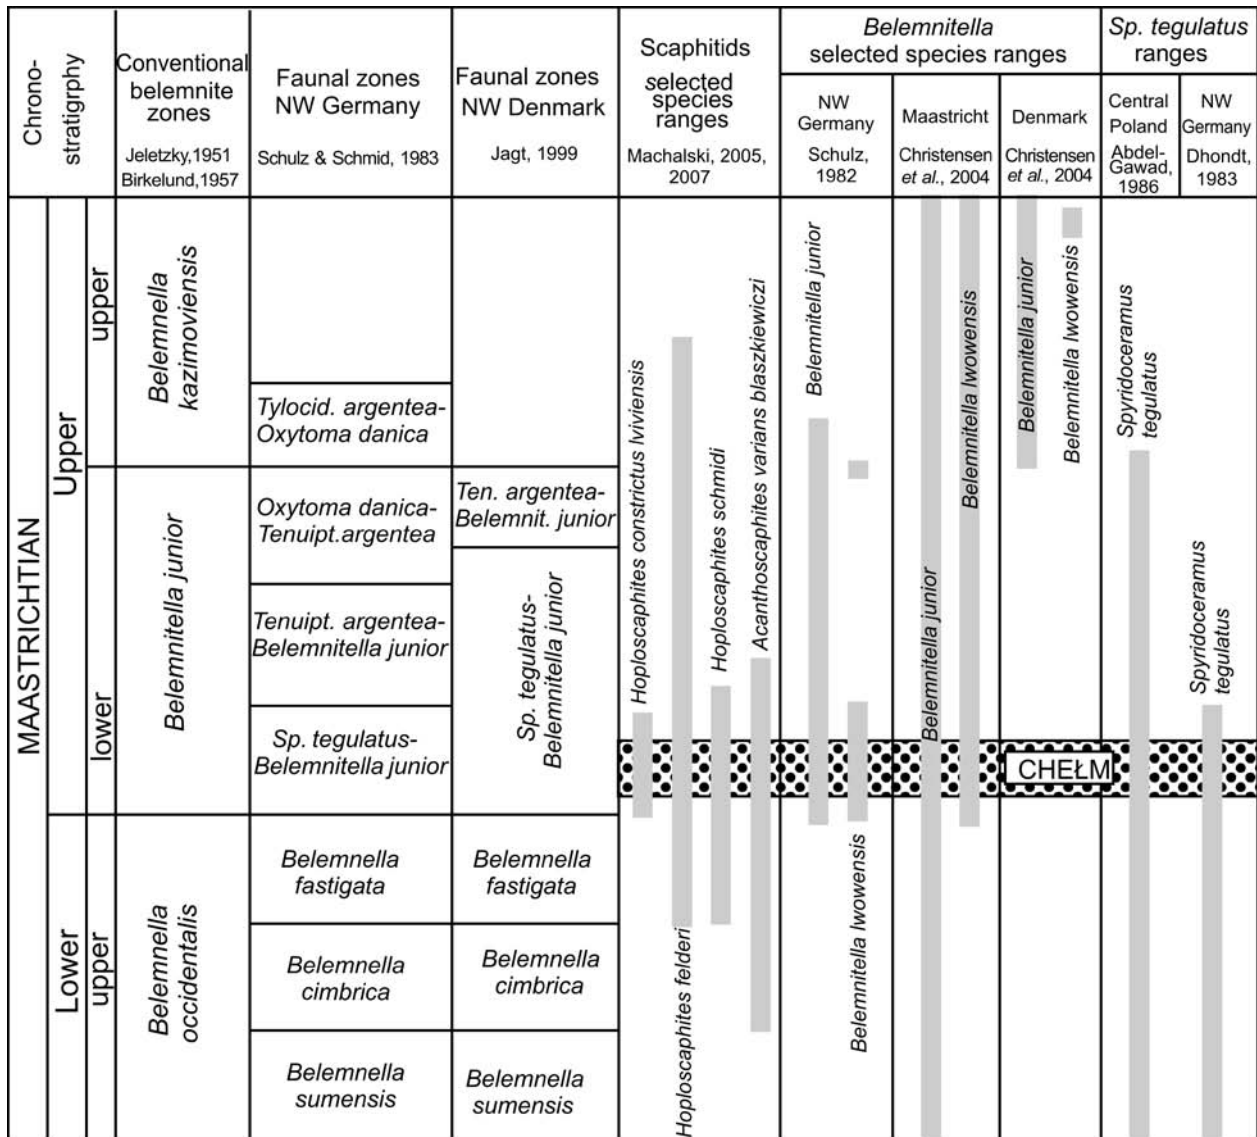 Chrono-
stratigrphy
Conventional
belemnite
zones
Jeletzky,1951
Birkelund,1957
Faunal zones
NW Germany
Schulz & Schmid, 1983
Faunal zones
NW Denmark
Jagt, 1999
Scaphitids
selected
species
ranges
Machalski, 2005,
2007
Belemnitella
selected species ranges
NW
Germany
Schulz,
1982
Maastricht
Christensen
et al., 2004
Denmark
Christensen
et al., 2004
Sp. tegulatus
ranges
Central
Poland
Abdel-
Gawad,
1986
NW
Germany
Dhondt,
1983
MAASTRICHTIAN
Upper
upper
lower
Lower
upper
Belemnella
kazimoviensis
Belemnitella junior
Belemnella
occidentalis
Tylocid. argentea-
Oxytoma danica
Oxytoma danica-
Tenuipt.argentea
Tenuipt. argentea-
Belemnitella junior
Sp. tegulatus-
Belemnitella junior
Belemnella
fastigata
Belemnella
cimbrica
Belemnella
sumensis
Ten. argentea-
Belemnit. junior
Sp. tegulatus-
Belemnitella junior
Belemnella
fastigata
Belemnella
cimbrica
Belemnella
sumensis
Hoploscaphites constrictus lviviensis
Hoploscaphites felderi
Hoploscaphites schmidi
Acanthoscaphites varians blaszkiewiczi
Belemnitella junior
Belemnitella lwowensis
Belemnitella junior
Belemnitella lwowensis
Belemnitella junior
Belemnitella lwowensis
Spyridoceramus
tegulatus
Spyridoceramus
tegulatus
CHEŁM